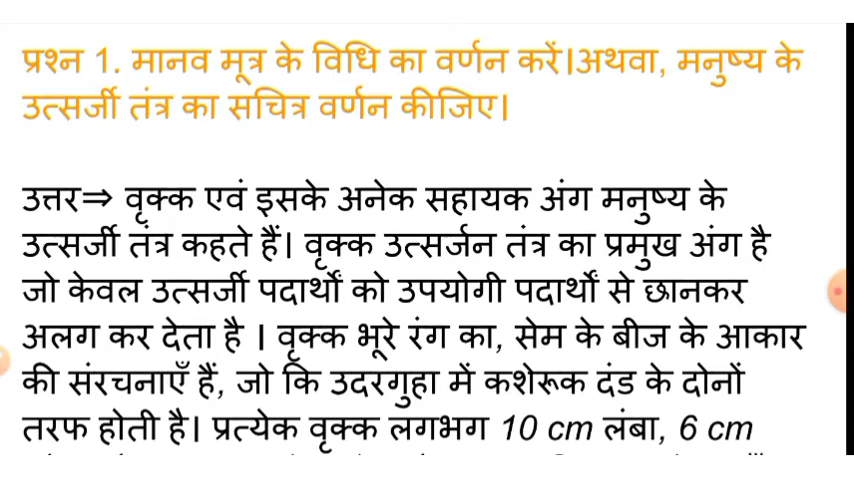 प्रश्न 1. मानव मूत्र के विधि का वर्णन करें।अथवा, मनुष्य के
उत्सर्जी तंत्र का सचित्र वर्णन कीजिए।
उत्तर⇒ वृक्क एवं इसके अनेक सहायक अंग मनुष्य के
उत्सर्जी तंत्र कहते हैं। वृक्क उत्सर्जन तंत्र का प्रमुख अंग है
जो केवल उत्सर्जी पदार्थों को उपयोगी पदार्थों से छानकर
अलग कर देता है । वृक्क भूरे रंग का, सेम के बीज के आकार
की संरचनाएँ हैं, जो कि उदरगुहा में कशेरूक दंड के दोनों
तरफ होती है। प्रत्येक वृक्क लगभग 10 cm लंबा, 6 cm